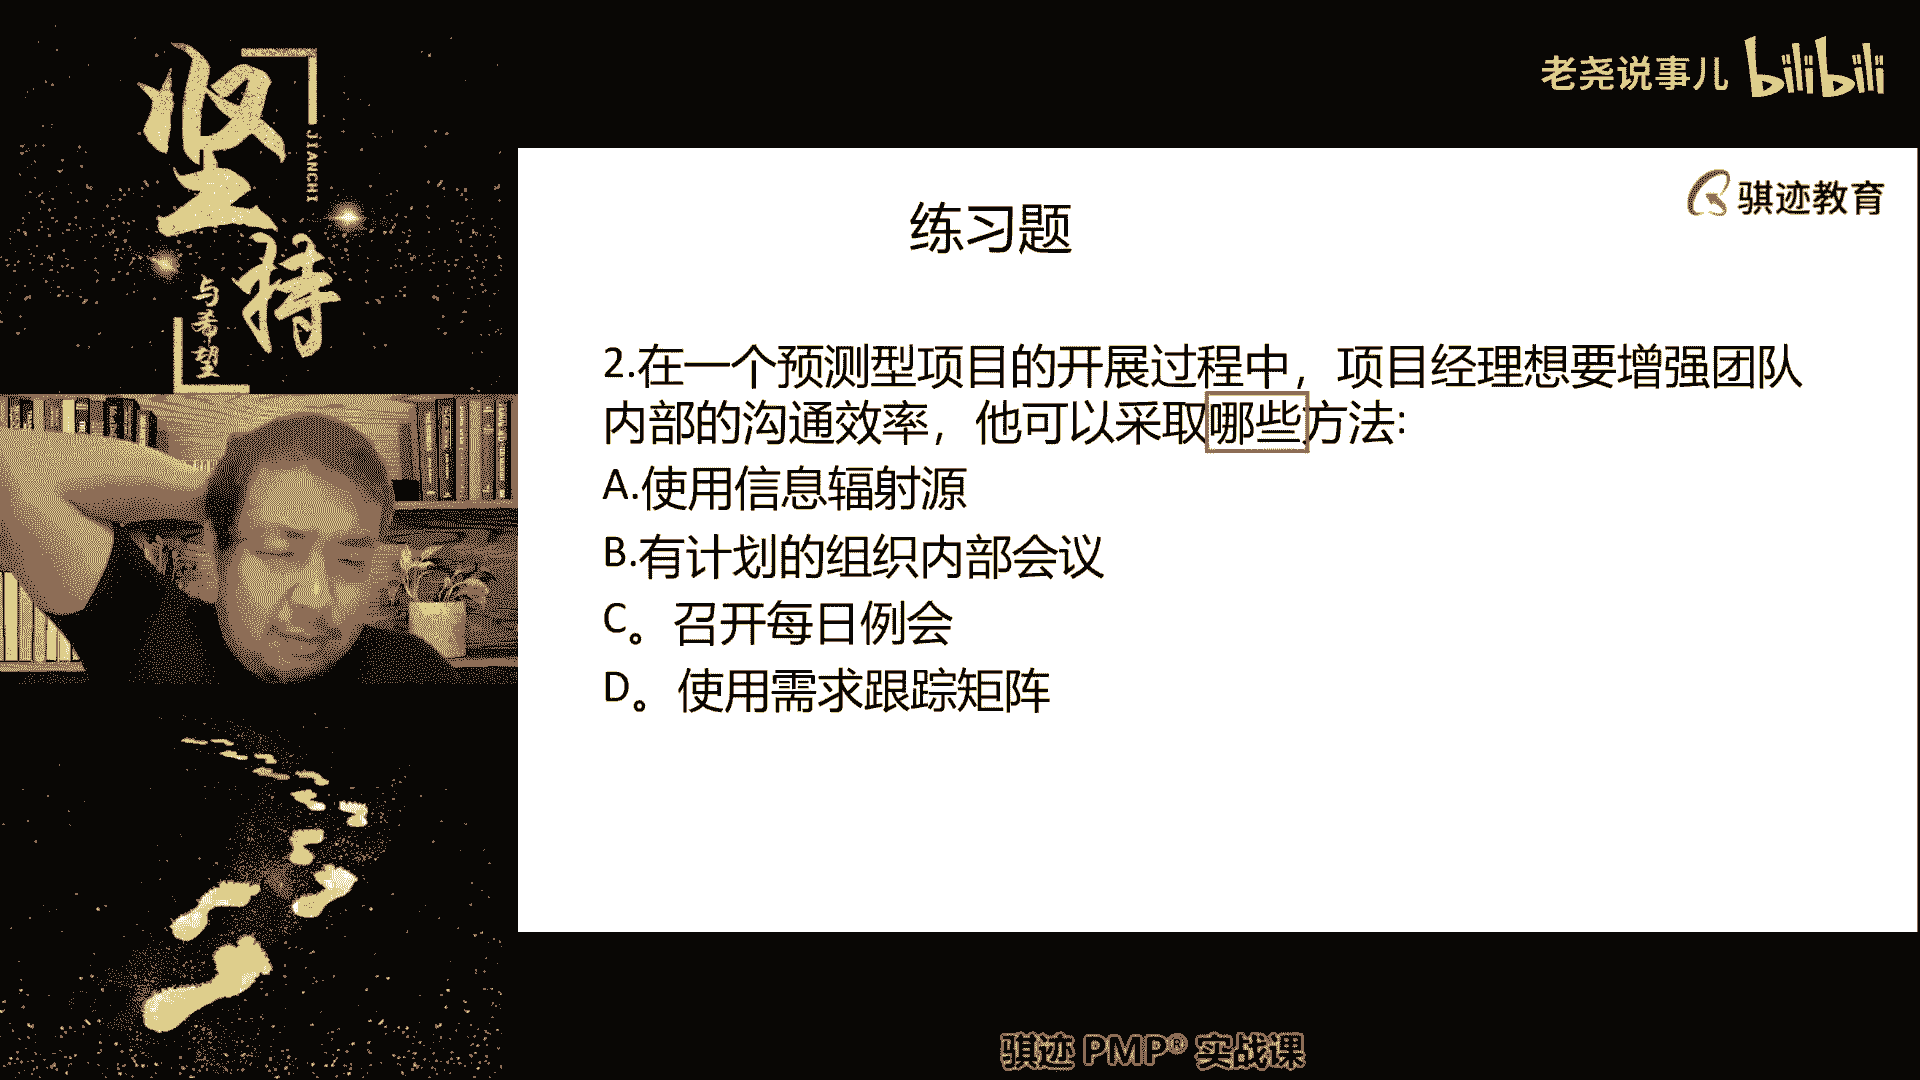 坚持
JIANCHI
与希望
老尧说事儿 bilibili
骐迹教育
练习题
2.在一个预测型项目的开展过程中，项目经理想要增强团队
内部的沟通效率，他可以采取哪些方法:
A.使用信息辐射源
B.有计划的组织内部会议
C。召开每日例会
D。使用需求跟踪矩阵
骐迹 PMP® 实战课